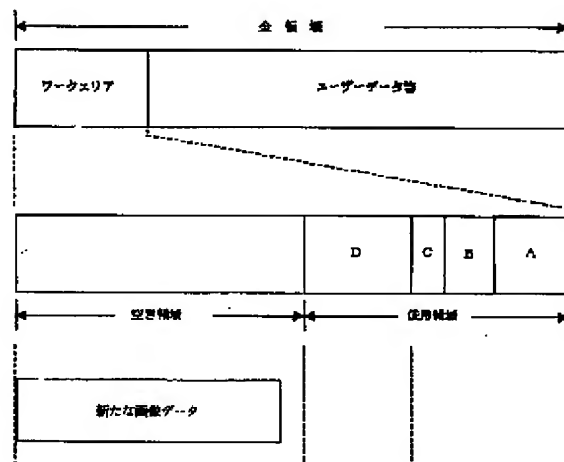 全領域
ワークエリア
ユーザーデータ等
D
C
B
A
空き領域
使用領域
新たな画像データ